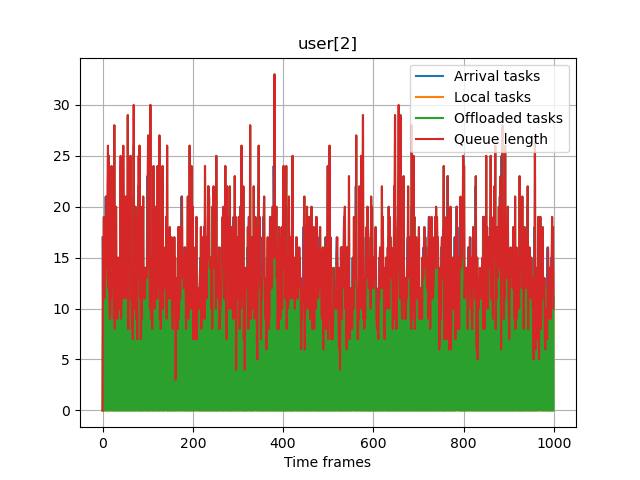 user[2]
Arrival tasks
Local tasks
Offloaded tasks
Queue length
30
25
20
15
10
5
0
0 200 400 600 800 1000
Time frames